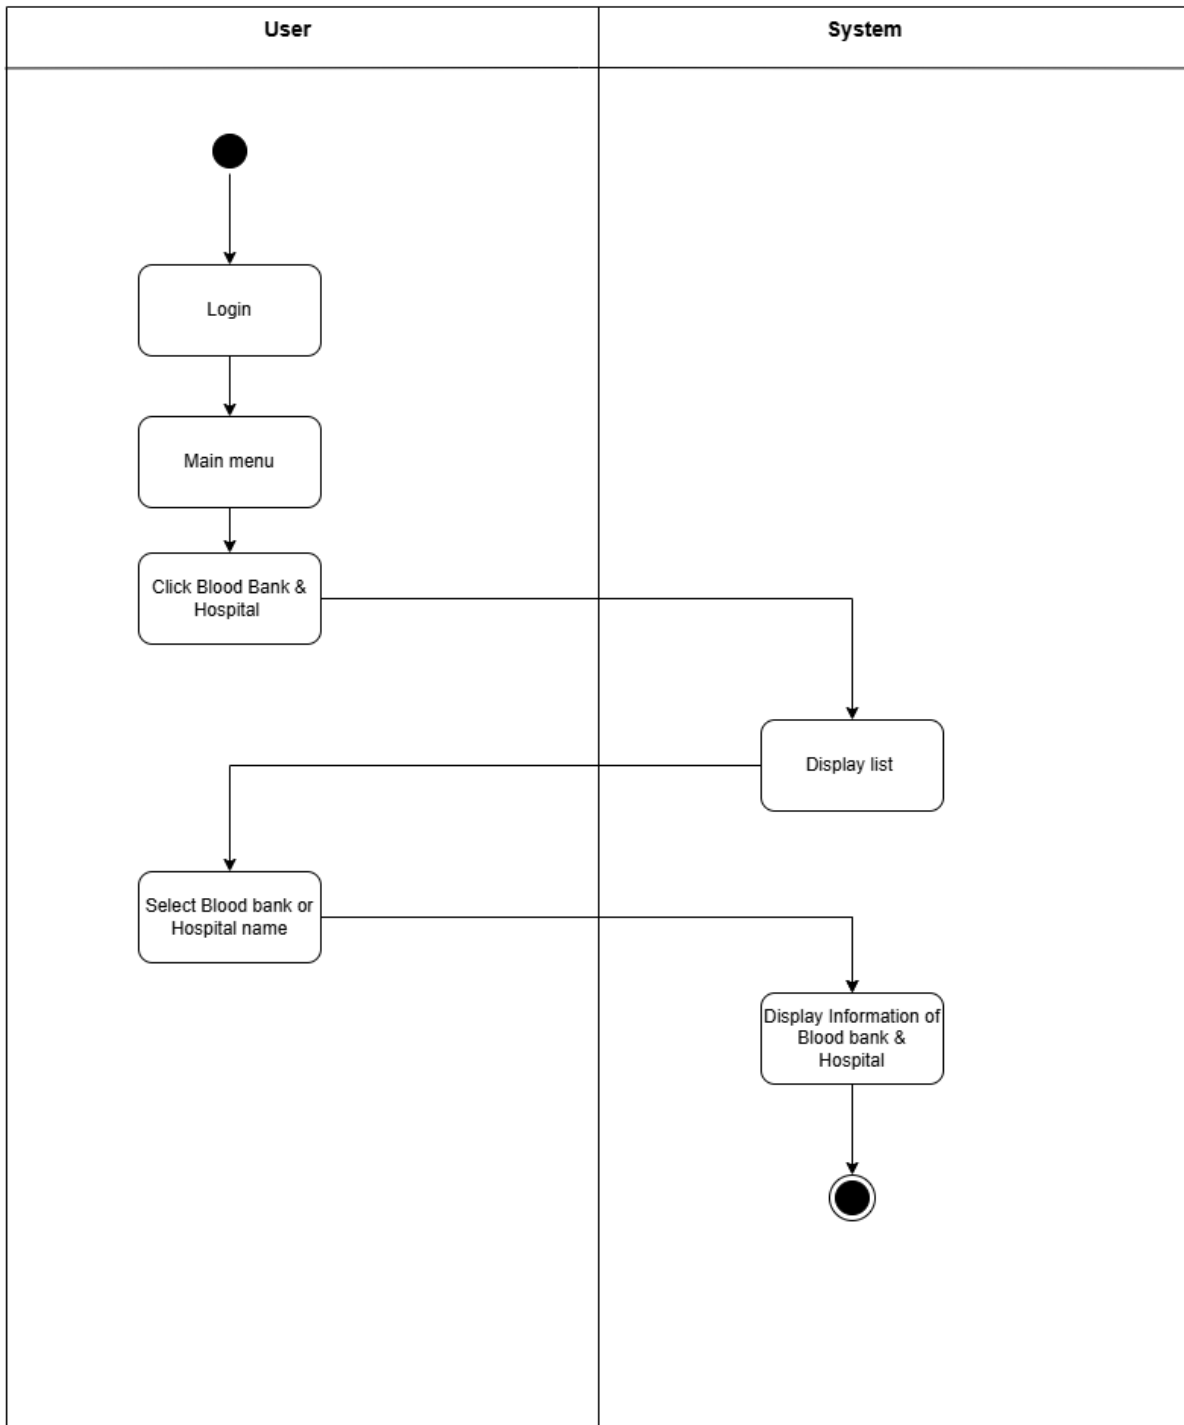 User
System
Login
Main menu
Click Blood Bank &
Hospital
Display list
Select Blood bank or
Hospital name
Display Information of
Blood bank &
Hospital